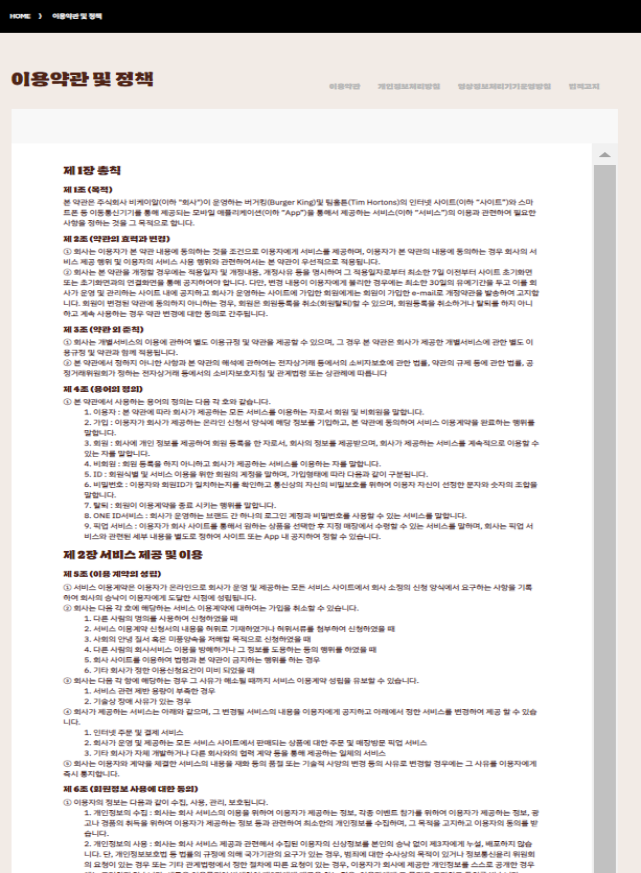 HOME 》 이용약관 및 정책
이용약관 및 정책
이용약관 개인정보처리방침 영상정보처리기기운영방침 법적고지
제 1장 총칙
제 1조 (목적)
본 약관은 주식회사 비케이알(이하 "회사")이 운영하는 버거킹(Burger King)및 팀홀튼(Tim Hortons)의 인터넷 사이트(이하 "사이트")와 스마
트폰 등 이동통신기기를 통해 제공되는 모바일 애플리케이션(이하 "App")을 통해서 제공하는 서비스(이하 "서비스")의 이용과 관련하여 필요한
사항을 정하는 것을 그 목적으로 합니다.
제 2조 (약관의 효력과 변경)
① 회사는 이용자가 본 약관 내용에 동의하는 것을 조건으로 이용자에게 서비스를 제공하며, 이용자가 본 약관의 내용에 동의하는 경우 회사의 서
비스 제공 행위 및 이용자의 서비스 사용 행위와 관련하여서는 본 약관이 우선적으로 적용됩니다.
② 회사는 본 약관을 개정할 경우에는 적용일자 및 개정내용, 개정사유 등을 명시하여 그 적용일자로부터 최소한 7일 이전부터 사이트 초기화면
또는 초기화면과의 연결화면을 통해 공지하여야 합니다. 다만, 변경 내용이 이용자에게 불리한 경우에는 최소한 30일의 유예기간을 두고 이를 회
사가 운영 및 관리하는 사이트 내에 공지하고 회사가 운영하는 사이트에 가입한 회원에게는 회원이 가입한 e-mail로 개정약관을 발송하여 고지합
니다. 회원이 변경된 약관에 동의하지 아니하는 경우, 회원은 회원등록을 취소(회원탈퇴)할 수 있으며, 회원등록을 취소하거나 탈퇴를 하지 아니
하고 계속 사용하는 경우 약관 변경에 대한 동의로 간주됩니다.
제 3조 (약관 외 준칙)
① 회사는 개별서비스의 이용에 관하여 별도 이용규정 및 약관을 제공할 수 있으며, 그 경우 본 약관은 회사가 제공한 개별서비스에 관한 별도 이
용규정 및 약관과 함께 적용됩니다.
② 본 약관에서 정하지 아니한 사항과 본 약관의 해석에 관하여는 전자상거래 등에서의 소비자보호에 관한 법률, 약관의 규제 등에 관한 법률, 공
정거래위원회가 정하는 전자상거래 등에서의 소비자보호지침 및 관계법령 또는 상관례에 따릅니다
제 4조 (용어의 정의)
① 본 약관에서 사용하는 용어의 정의는 다음 각 호와 같습니다.
1. 이용자 : 본 약관에 따라 회사가 제공하는 모든 서비스를 이용하는 자로서 회원 및 비회원을 말합니다.
2. 가입 : 이용자가 회사가 제공하는 온라인 신청서 양식에 해당 정보를 기입하고, 본 약관에 동의하여 서비스 이용계약을 완료하는 행위를
말합니다.
3. 회원 : 회사에 개인 정보를 제공하여 회원 등록을 한 자로서, 회사의 정보를 제공받으며, 회사가 제공하는 서비스를 계속적으로 이용할 수
있는 자를 말합니다.
4. 비회원 : 회원 등록을 하지 아니하고 회사가 제공하는 서비스를 이용하는 자를 말합니다.
5. ID : 회원식별 및 서비스 이용을 위한 회원의 계정을 말하며, 가입형태에 따라 다음과 같이 구분됩니다.
6. 비밀번호 : 이용자와 회원ID가 일치하는지를 확인하고 통신상의 자신의 비밀보호를 위하여 이용자 자신이 선정한 문자와 숫자의 조합을
말합니다.
7. 탈퇴 : 회원이 이용계약을 종료 시키는 행위를 말합니다.
8. ONE ID서비스 : 회사가 운영하는 브랜드 간 하나의 로그인 계정과 비밀번호를 사용할 수 있는 서비스를 말합니다.
9. 픽업 서비스 : 이용자가 회사 사이트를 통해서 원하는 상품을 선택한 후 지정 매장에서 수령할 수 있는 서비스를 말하며, 회사는 픽업 서
비스와 관련된 세부 내용을 별도로 정하여 사이트 또는 App 내 공지하여 정할 수 있습니다.
제 2장 서비스 제공 및 이용
제 5조 (이용 계약의 성립)
① 서비스 이용계약은 이용자가 온라인으로 회사가 운영 및 제공하는 모든 서비스 사이트에서 회사 소정의 신청 양식에서 요구하는 사항을 기록
하여 회사의 승낙이 이용자에게 도달한 시점에 성립됩니다.
② 회사는 다음 각 호에 해당하는 서비스 이용계약에 대하여는 가입을 취소할 수 있습니다.
1. 다른 사람의 명의를 사용하여 신청하였을 때
2. 서비스 이용계약 신청서의 내용을 허위로 기재하였거나 허위서류를 첨부하여 신청하였을 때
3. 사회의 안녕 질서 혹은 미풍양속을 저해할 목적으로 신청하였을 때
4. 다른 사람의 회사서비스 이용을 방해하거나 그 정보를 도용하는 등의 행위를 하였을 때
5. 회사 사이트를 이용하여 법령과 본 약관이 금지하는 행위를 하는 경우
6. 기타 회사가 정한 이용신청요건이 미비 되었을 때
③ 회사는 다음 각 항에 해당하는 경우 그 사유가 해소될 때까지 서비스 이용계약 성립을 유보할 수 있습니다.
1. 서비스 관련 제반 용량이 부족한 경우
2. 기술상 장애 사유가 있는 경우
④ 회사가 제공하는 서비스는 아래와 같으며, 그 변경될 서비스의 내용을 이용자에게 공지하고 아래에서 정한 서비스를 변경하여 제공 할 수 있습
니다.
1. 인터넷 주문 및 결제 서비스
2. 회사가 운영 및 제공하는 모든 서비스 사이트에서 판매되는 상품에 대한 주문 및 매장방문 픽업 서비스
3. 기타 회사가 자체 개발하거나 다른 회사와의 협력 계약 등을 통해 제공하는 일체의 서비스
⑤ 회사는 이용자와 계약을 체결한 서비스의 내용을 재화 등의 품절 또는 기술적 사양의 변경 등의 사유로 변경할 경우에는 그 사유를 이용자에게
즉시 통지합니다.
제 6조 (회원정보 사용에 대한 동의)
① 이용자의 정보는 다음과 같이 수집, 사용, 관리, 보호됩니다.
1. 개인정보의 수집 : 회사는 회사 서비스의 이용을 위하여 이용자가 제공하는 정보, 각종 이벤트 참가를 위하여 이용자가 제공하는 정보, 광
고나 경품의 취득을 위하여 이용자가 제공하는 정보 등과 관련하여 최소한의 개인정보를 수집하며, 그 목적을 고지하고 이용자의 동의를 받
습니다.
2. 개인정보의 사용 : 회사는 회사 서비스 제공과 관련해서 수집된 이용자의 신상정보를 본인의 승낙 없이 제3자에게 누설, 배포하지 않습
니다. 단, 개인정보보호법 등 법률의 규정에 의해 국가기관의 요구가 있는 경우, 범죄에 대한 수사상의 목적이 있거나 정보통신윤리 위원회
의 요청이 있는 경우 또는 기타 관계법령에서 정한 절차에 따른 요청이 있는 경우, 이용자가 회사에 제공한 개인정보를 스스로 공개한 경우